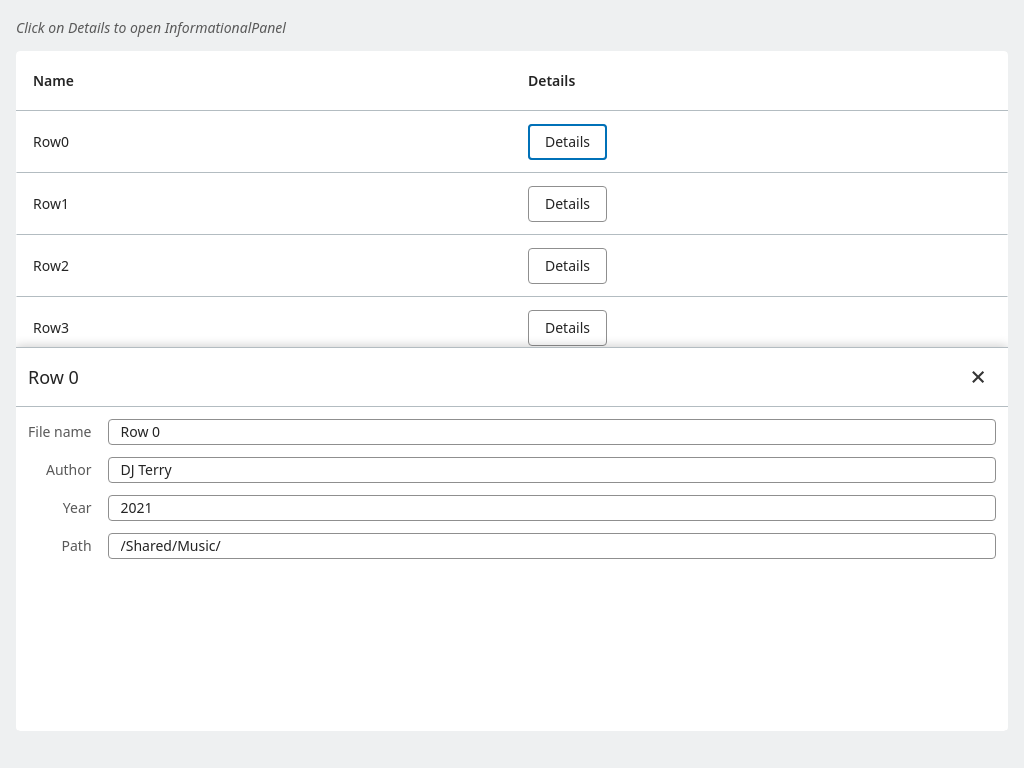 Click on Details to open InformationalPanel
Name Details
Row0 Details
Row1 Details
Row2 Details
Row3 Details
Row 0
File name Row 0
Author DJ Terry
Year 2021
Path /Shared/Music/